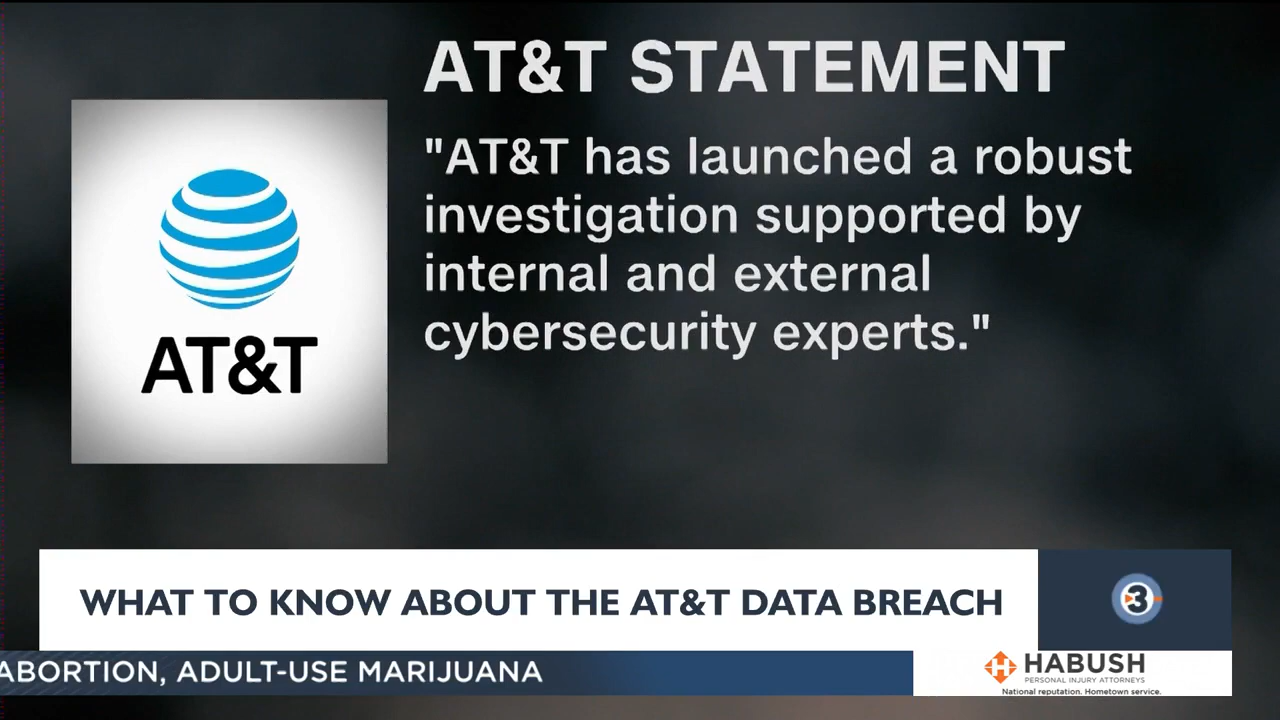 AT&T STATEMENT
"AT&T has launched a robust
investigation supported by
internal and external
cybersecurity experts."
AT&T
WHAT TO KNOW ABOUT THE AT&T DATA BREACH
3
ABORTION, ADULT-USE MARIJUANA
HABUSH
PERSONAL INJURY ATTORNEYS
National reputation. Hometown service.